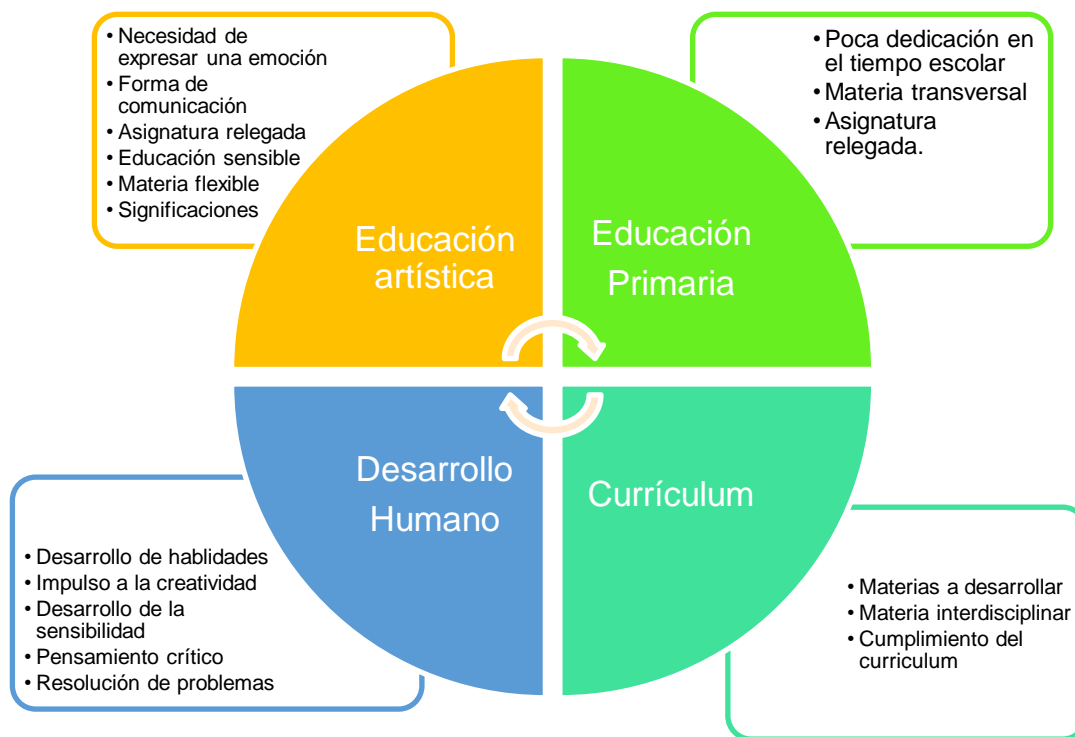 • Necesidad de
expresar una emoción
• Forma de
comunicación
• Asignatura relegada
• Educación sensible
• Materia flexible
• Significaciones
• Poca dedicación en
el tiempo escolar
• Materia transversal
• Asignatura
relegada.
Educación
artística
Educación
Primaria
Desarrollo
Humano
Currículum
• Desarrollo de hablidades
• Impulso a la creatividad
• Desarrollo de la
sensibilidad
• Pensamiento crítico
• Resolución de problemas
• Materias a desarrollar
• Materia interdisciplinar
• Cumplimiento del
curriculum